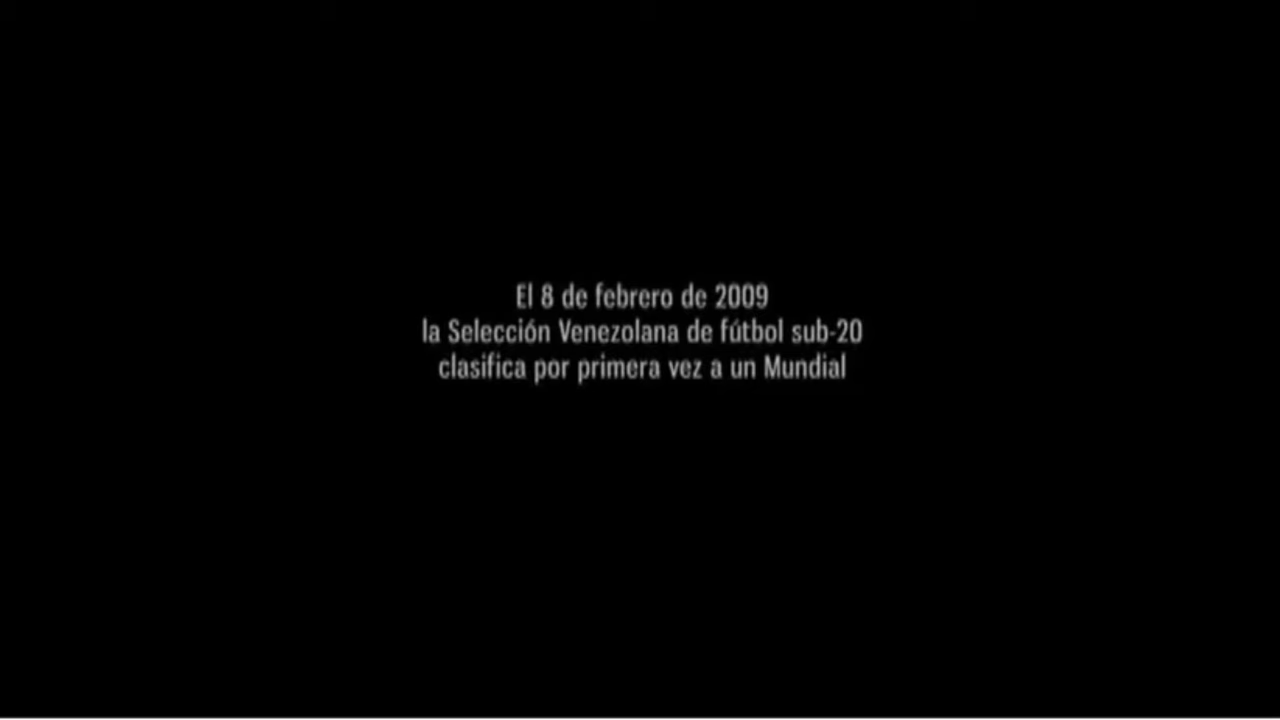 El 8 de febrero de 2009
la Selección Venezolana de fútbol sub-20
clasifica por primera vez a un Mundial